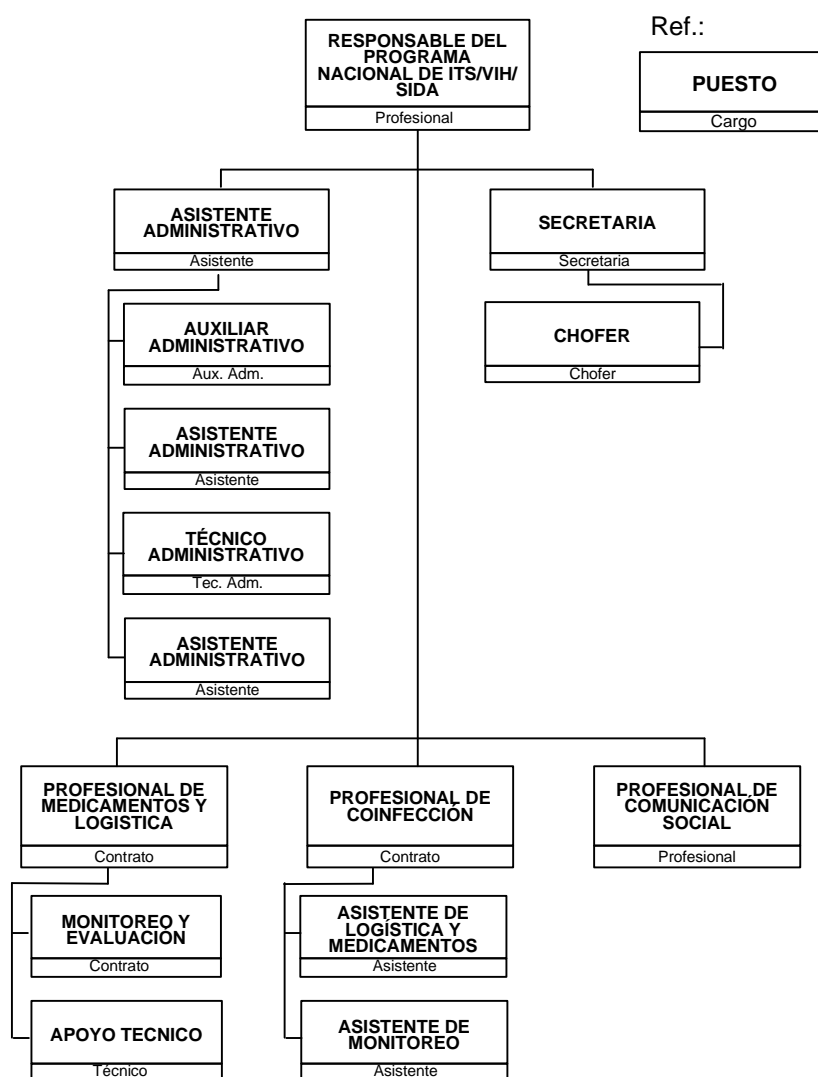 RESPONSABLE DEL
PROGRAMA
NACIONAL DE ITS/VIH/
SIDA
Profesional
Ref.:
PUESTO
Cargo
ASISTENTE
ADMINISTRATIVO
Asistente
SECRETARIA
Secretaria
AUXILIAR
ADMINISTRATIVO
Aux. Adm.
CHOFER
Chofer
ASISTENTE
ADMINISTRATIVO
Asistente
TÉCNICO
ADMINISTRATIVO
Tec. Adm.
ASISTENTE
ADMINISTRATIVO
Asistente
PROFESIONAL DE
MEDICAMENTOS Y
LOGISTICA
Contrato
PROFESIONAL DE
COINFECCIÓN
Contrato
PROFESIONAL DE
COMUNICACIÓN
SOCIAL
Profesional
MONITOREO Y
EVALUACIÓN
Contrato
ASISTENTE DE
LOGÍSTICA Y
MEDICAMENTOS
Asistente
APOYO TECNICO
Técnico
ASISTENTE DE
MONITOREO
Asistente